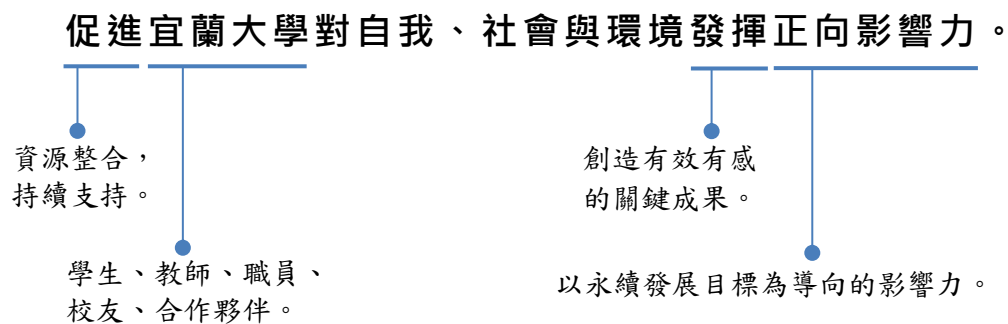 促進宜蘭大學對自我、社會與環境發揮正向影響力。
資源整合，
持續支持。
創造有效有感
的關鍵成果。
學生、教師、職員、
校友、合作夥伴。
以永續發展目標為導向的影響力。